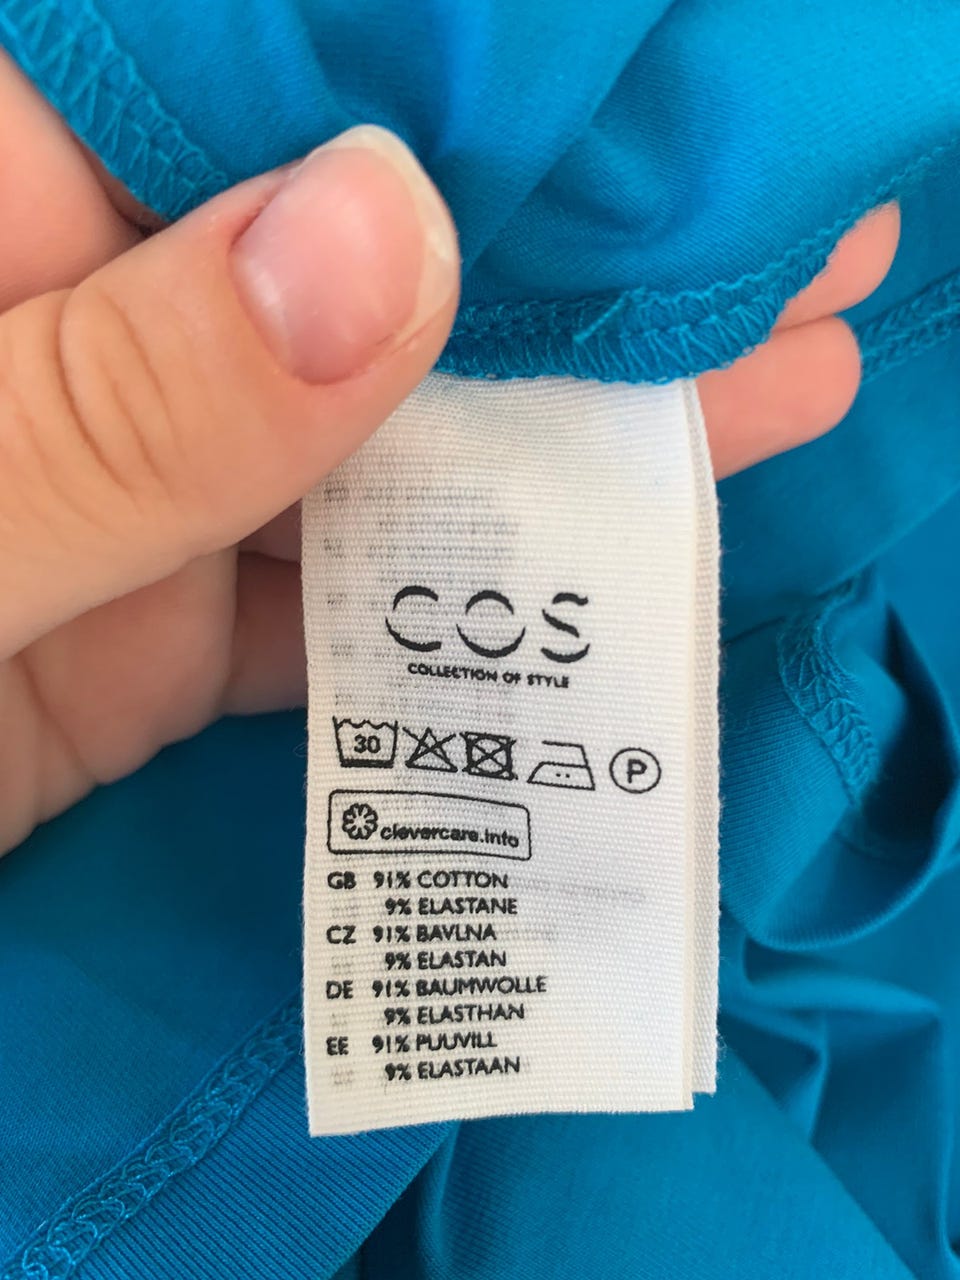 COS
COLLECTION OF STYLE
30 P
clevercare.info
GB 91% COTTON
9% ELASTANE
CZ 91% BAVLNA
9% ELASTAN
DE 91% BAUMWOLLE
9% ELASTHAN
EE 91% PUUVILL
9% ELASTAAN